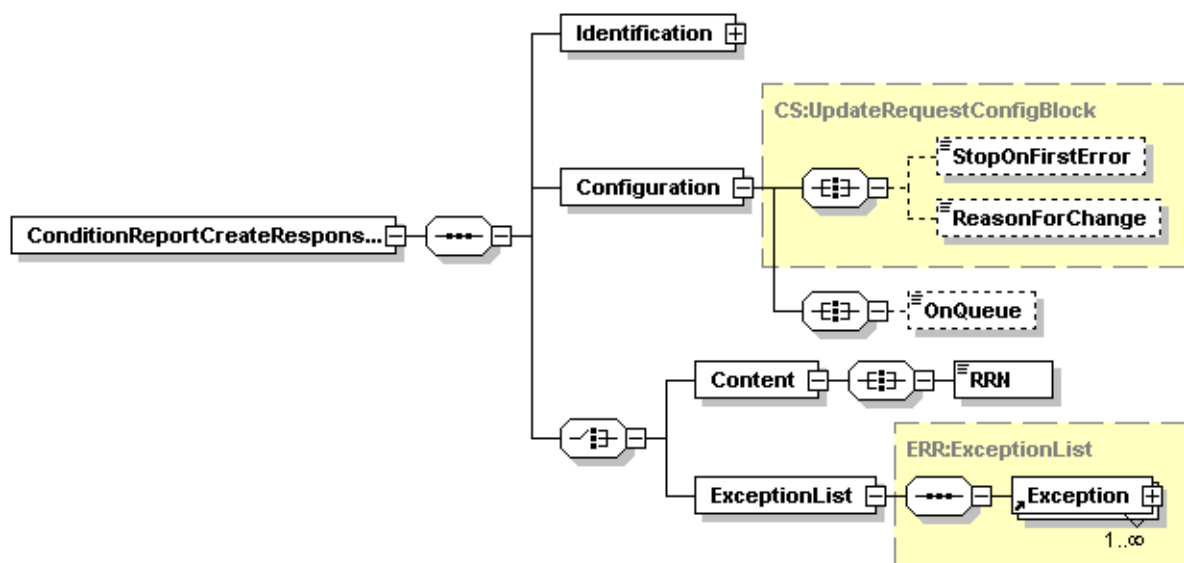 Identification
CS:UpdateRequestConfigBlock
StopOnFirstError
Configuration
ReasonForChange
ConditionReportCreateRespons...
OnQueue
Content
RRN
ERR:ExceptionList
ExceptionList
Exception
1..∞